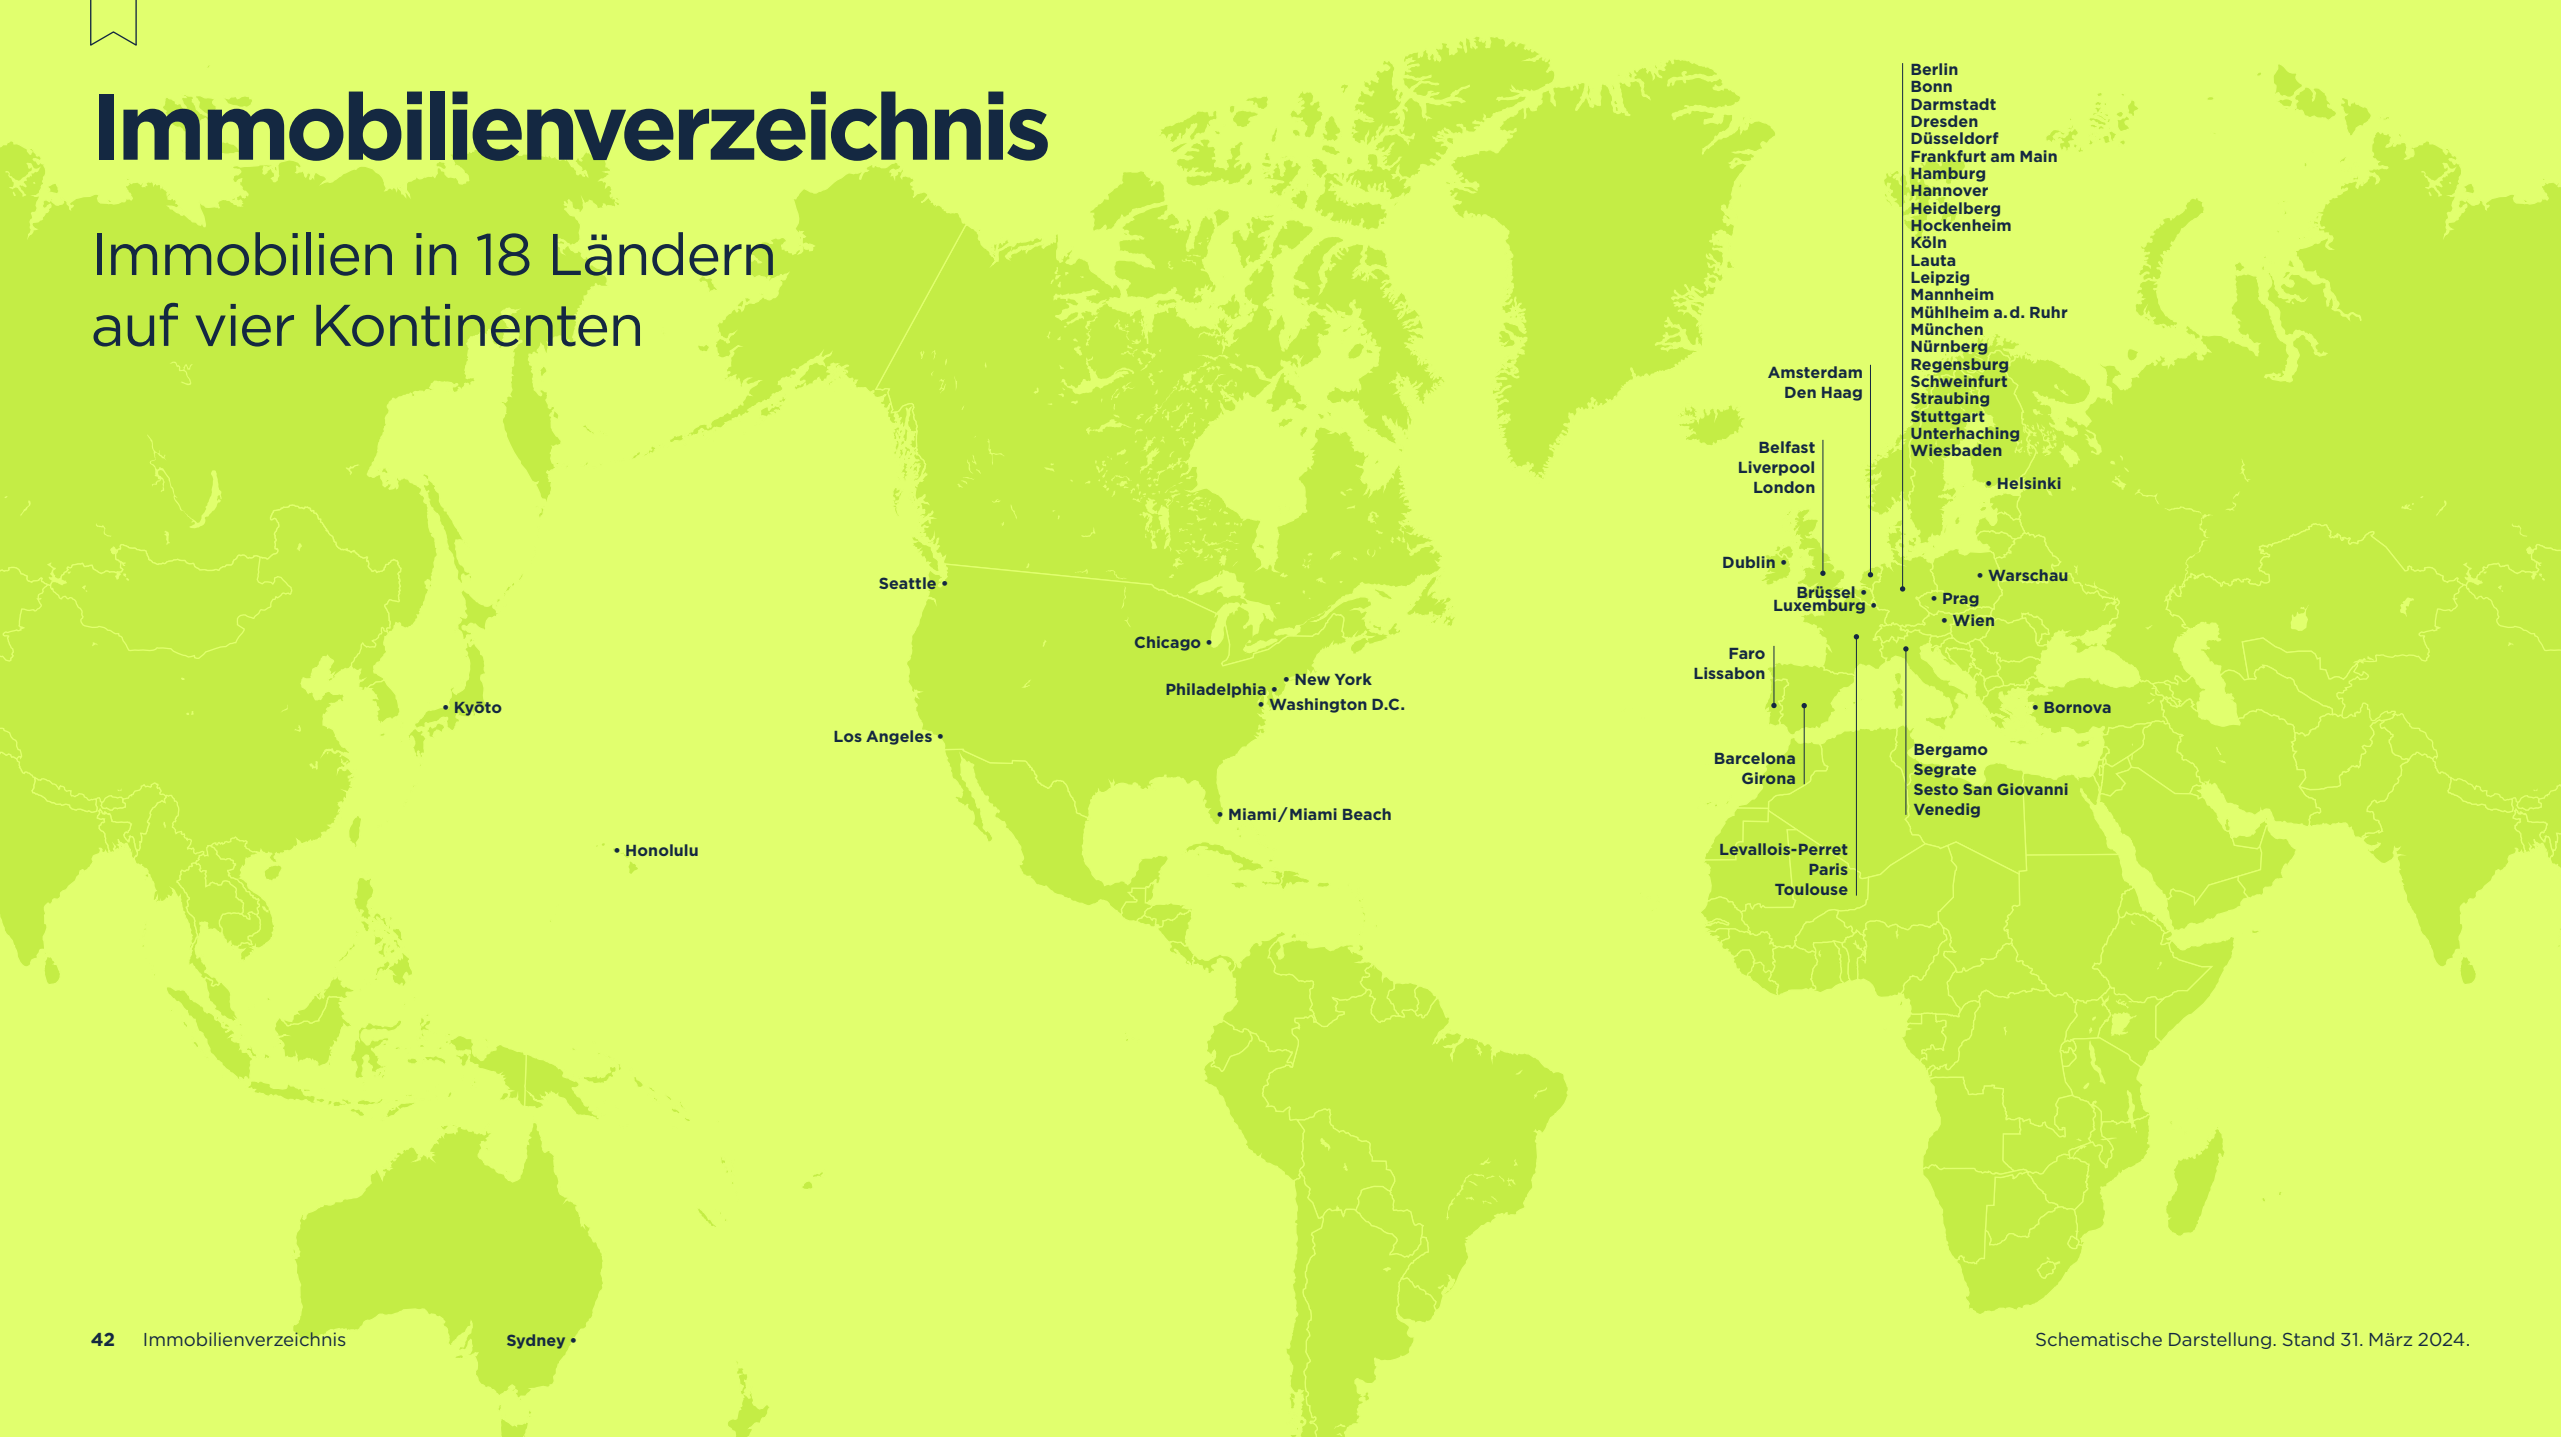 Immobilienverzeichnis
Immobilien in 18 Ländern
auf vier Kontinenten
Berlin
Bonn
Darmstadt
Dresden
Düsseldorf
Frankfurt am Main
Hamburg
Hannover
Heidelberg
Hockenheim
Köln
Lauta
Leipzig
Mannheim
Mühlheim a. d. Ruhr
München
Nürnberg
Regensburg
Schweinfurt
Straubing
Stuttgart
Unterhaching
Wiesbaden
Amsterdam
Den Haag
Belfast
Liverpool
London
• Helsinki
Dublin •
• Warschau
Brüssel •
Luxemburg •
• Prag
• Wien
Faro
Lissabon
Barcelona
Girona
• Bornova
Bergamo
Segrate
Sesto San Giovanni
Venedig
Levallois-Perret
Paris
Toulouse
Seattle •
Chicago •
• New York
Philadelphia •
• Washington D.C.
Los Angeles •
• Miami/Miami Beach
• Kyōto
• Honolulu
Sydney •
42 Immobilienverzeichnis
Schematische Darstellung. Stand 31. März 2024.